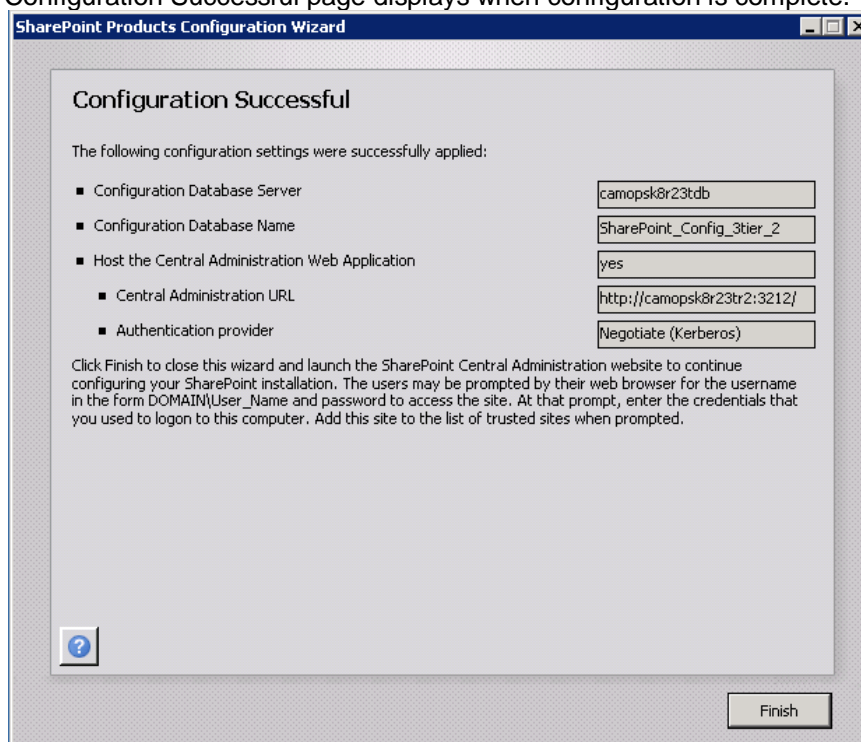 Configuration Successful page displays when configuration is complete.
SharePoint Products Configuration Wizard
Configuration Successful
The following configuration settings were successfully applied:
Configuration Database Server
camopsk8r23tdb
Configuration Database Name
SharePoint_Config_3tier_2
Host the Central Administration Web Application
yes
Central Administration URL
http://camopsk8r23tr2:3212/
Authentication provider
Negotiate (Kerberos)
Click Finish to close this wizard and launch the SharePoint Central Administration website to continue
configuring your SharePoint installation. The users may be prompted by their web browser for the username
in the form DOMAIN\User_Name and password to access the site. At that prompt, enter the credentials that
you used to logon to this computer. Add this site to the list of trusted sites when prompted.
?
Finish